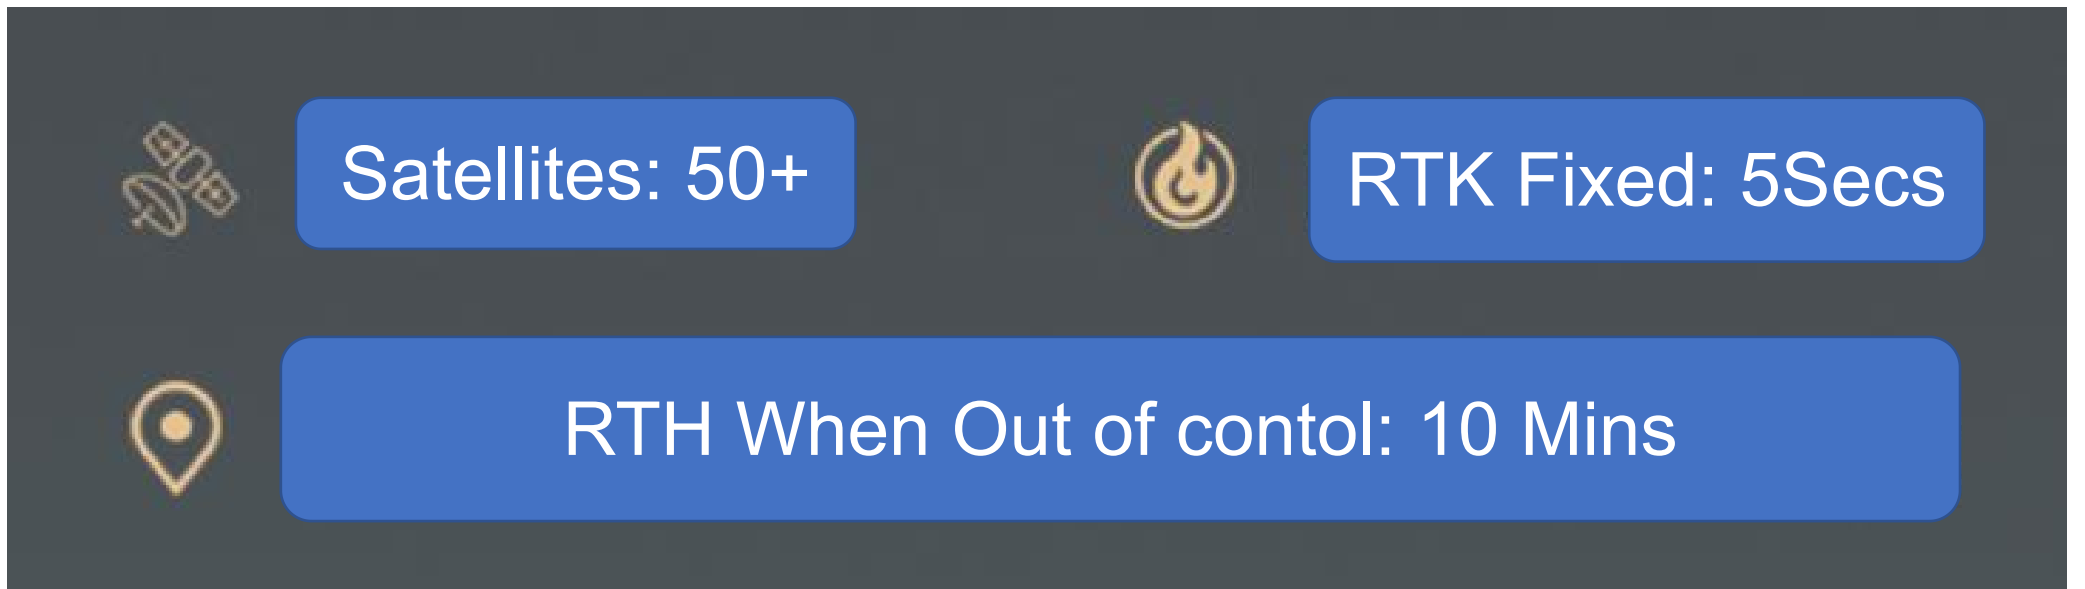 Satellites: 50+
RTK Fixed: 5Secs
RTH When Out of contol: 10 Mins